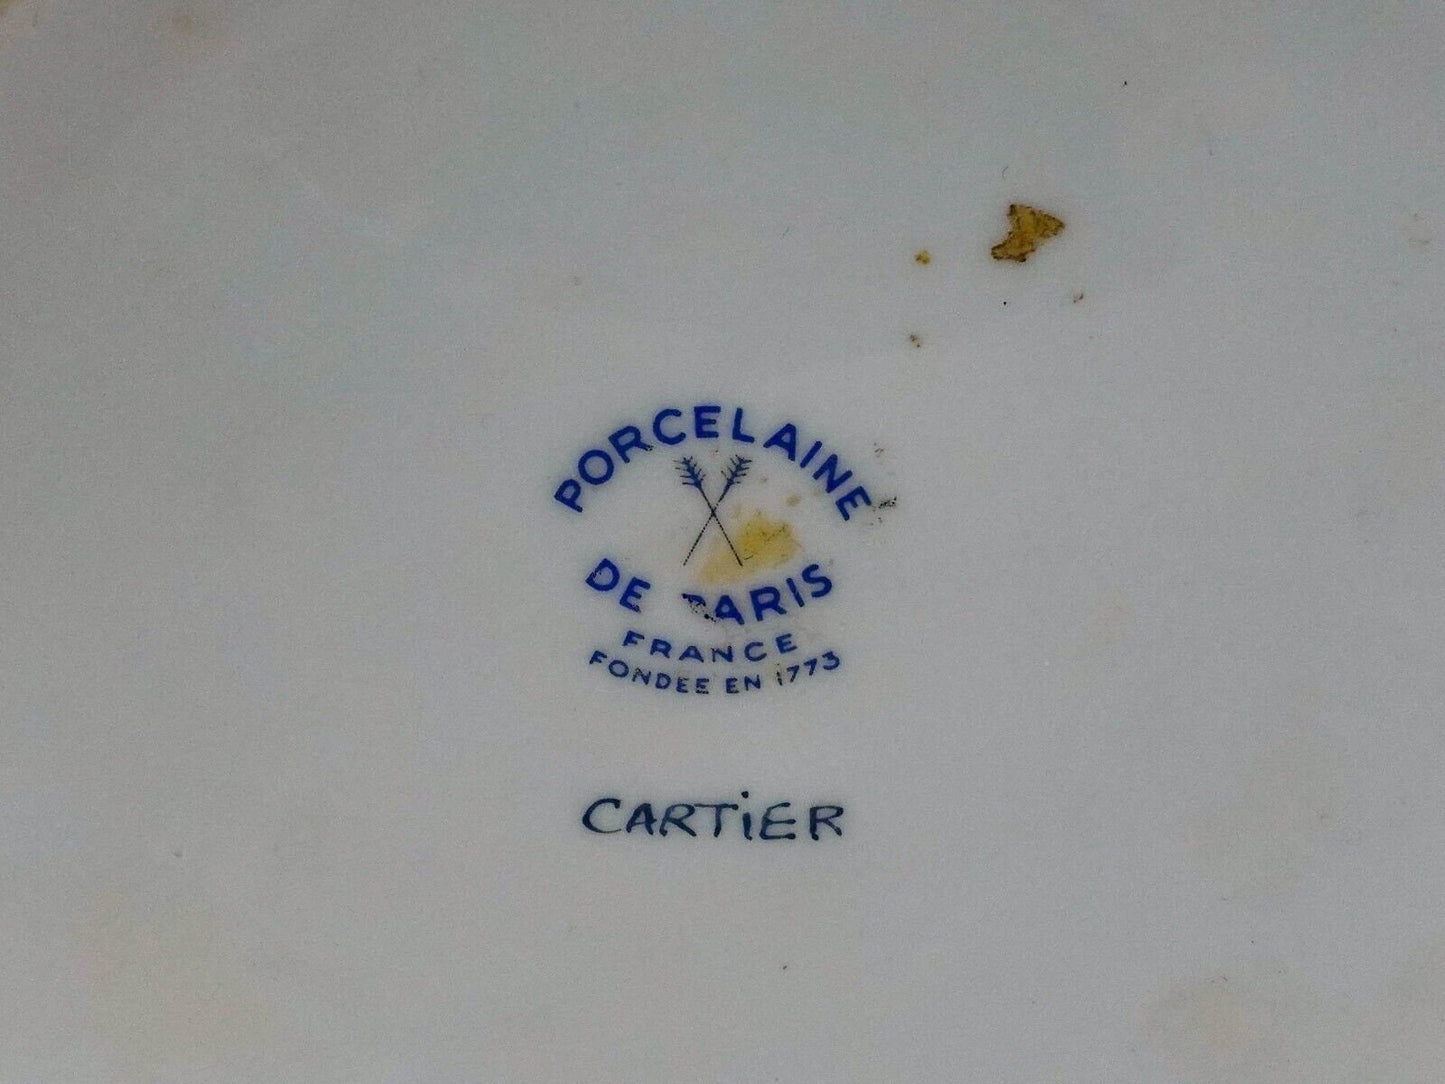 PORCELAINE
DE PARIS
FRANCE
FONDEE EN 1773
CARTiER